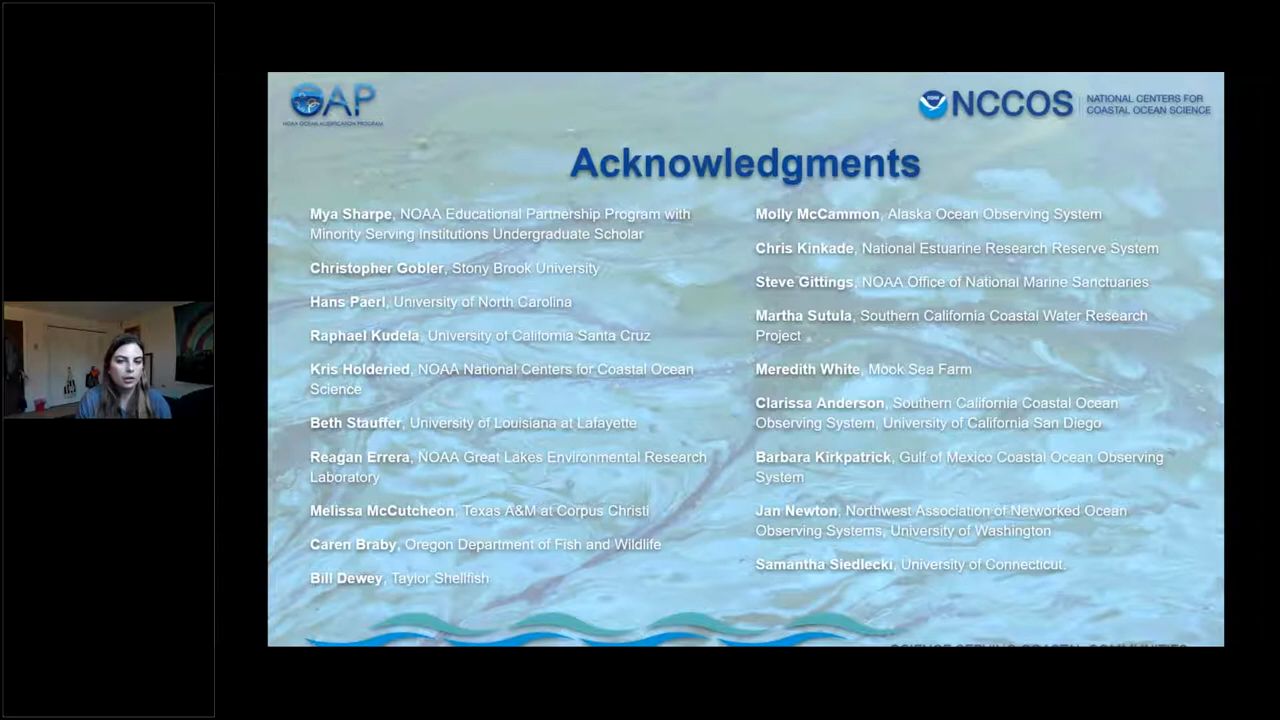 OAP
NOAA OCEAN ACIDIFICATION PROGRAM
NCCOS
NATIONAL CENTERS FOR
COASTAL OCEAN SCIENCE
Acknowledgments
Mya Sharpe, NOAA Educational Partnership Program with
Minority Serving Institutions Undergraduate Scholar
Christopher Gobler, Stony Brook University
Hans Paerl, University of North Carolina
Raphael Kudela, University of California Santa Cruz
Kris Holderied, NOAA National Centers for Coastal Ocean
Science
Beth Stauffer, University of Louisiana at Lafayette
Reagan Errera, NOAA Great Lakes Environmental Research
Laboratory
Melissa McCutcheon, Texas A&M at Corpus Christi
Caren Braby, Oregon Department of Fish and Wildlife
Bill Dewey, Taylor Shellfish
Molly McCammon, Alaska Ocean Observing System
Chris Kinkade, National Estuarine Research Reserve System
Steve Gittings, NOAA Office of National Marine Sanctuaries
Martha Sutula, Southern California Coastal Water Research
Project
Meredith White, Mook Sea Farm
Clarissa Anderson, Southern California Coastal Ocean
Observing System, University of California San Diego
Barbara Kirkpatrick, Gulf of Mexico Coastal Ocean Observing
System
Jan Newton, Northwest Association of Networked Ocean
Observing Systems, University of Washington
Samantha Siedlecki, University of Connecticut.
SCIENCE SERVING COASTAL COMMUNITIES